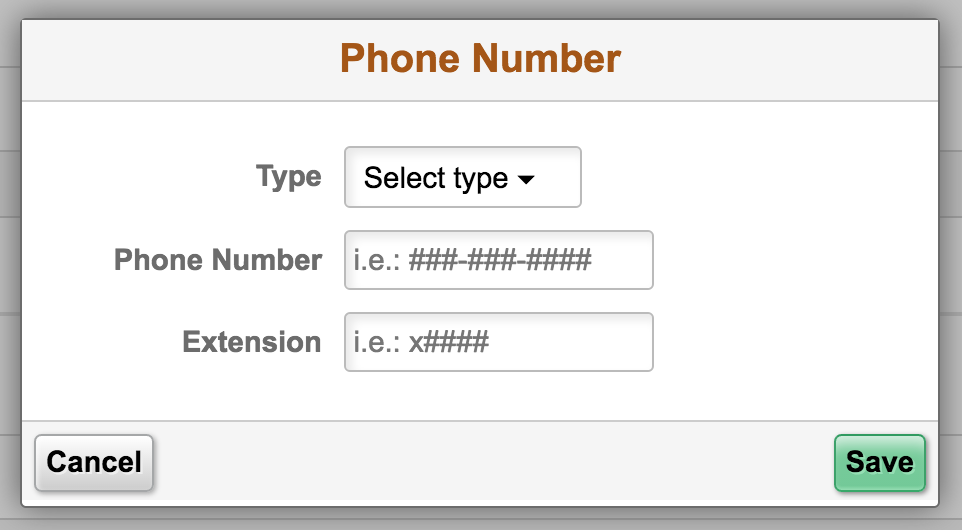 Phone Number
Type Select type
Phone Number i.e.: ###-###-####
Extension i.e.: x####
Cancel Save